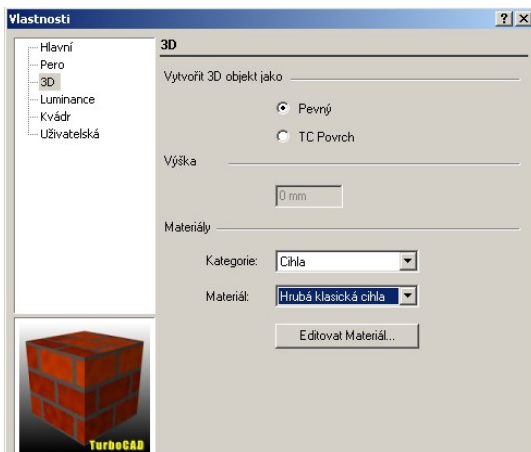 Vlastnosti
Hlavní
Pero
3D
Luminance
Kvádr
Uživatelská
3D
Vytvořit 3D objekt jako
Pevný
TC Povrch
Výška
0 mm
Materiály
Kategorie: Cihla
Materiál: Hrubá klasická cihla
Editovat Materiál...
TurboCAD